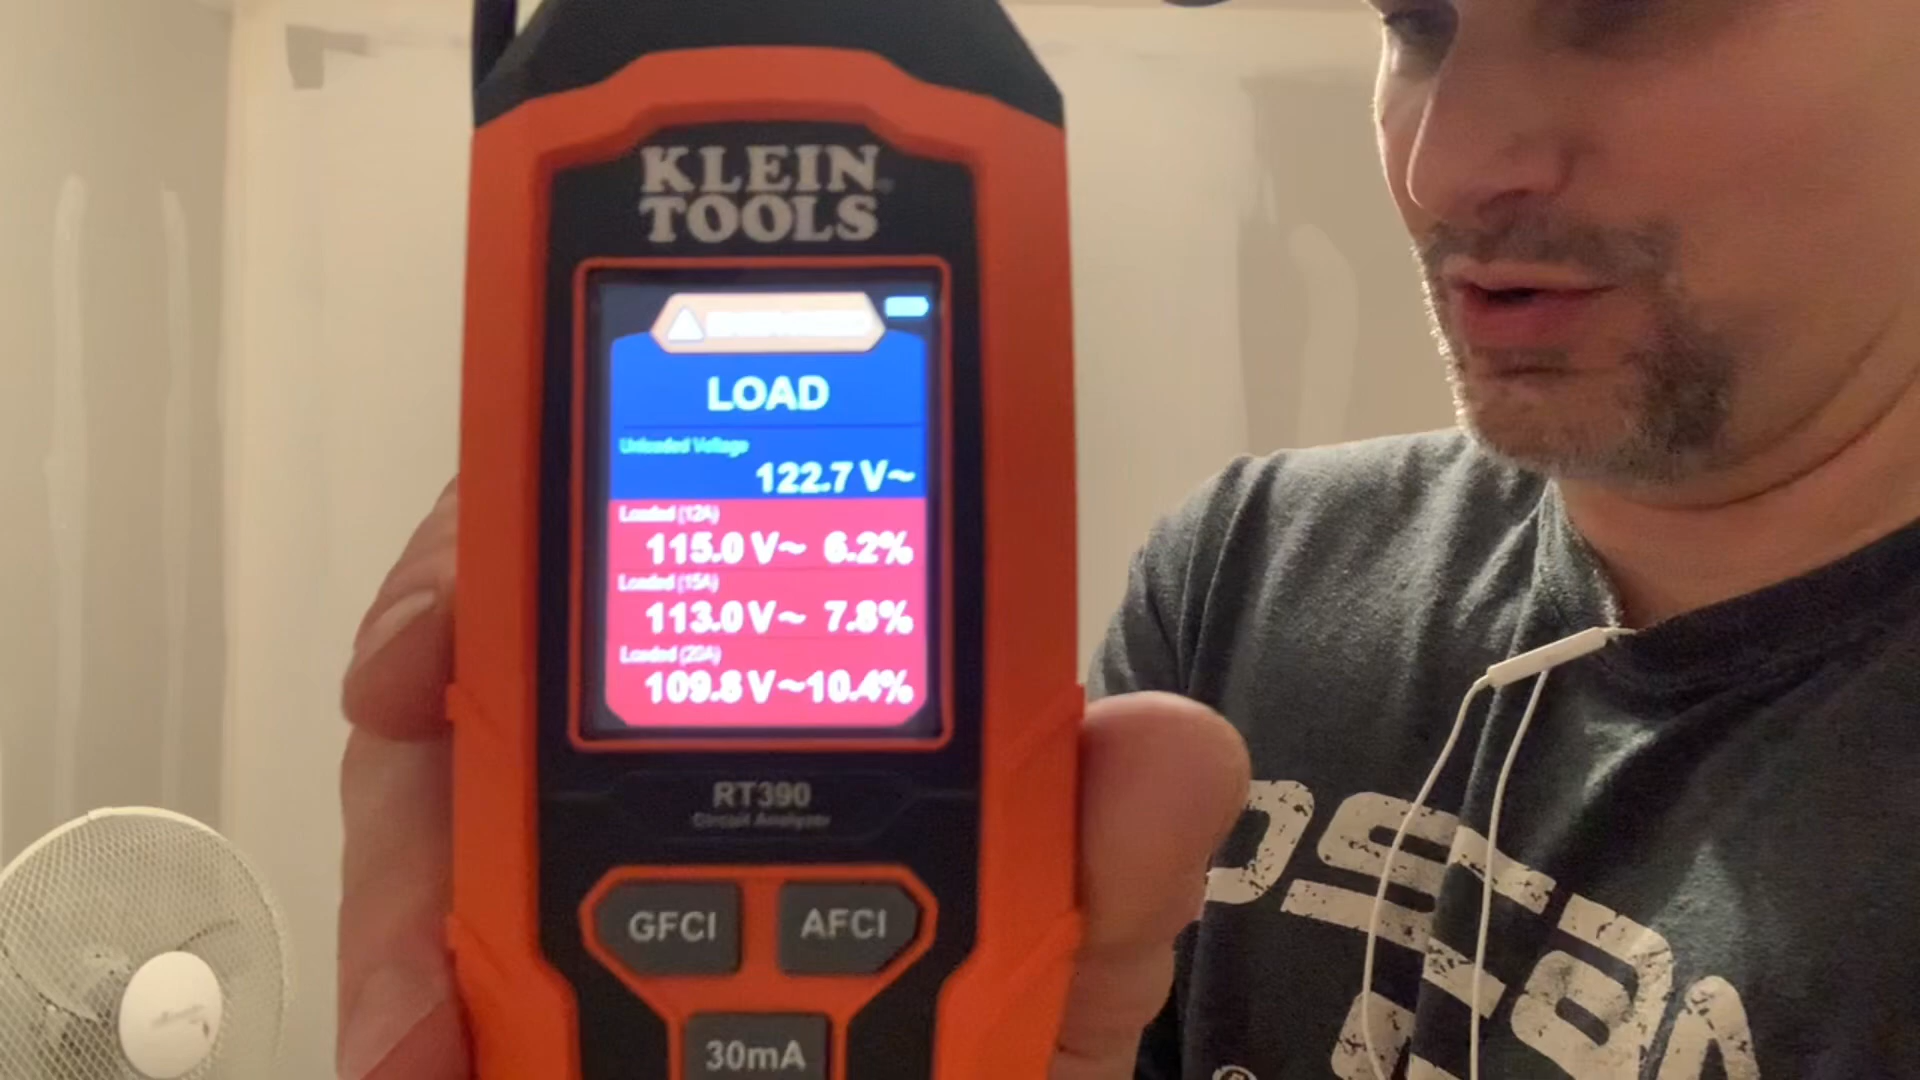 KLEIN
TOOLS
LOAD
Unloaded Voltage
122.7 V~
Loaded (12A)
115.0 V~ 6.2%
Loaded (15A)
113.0 V~ 7.8%
Loaded (20A)
109.8 V~ 10.4%
RT390
Circuit Analyzer
GFCI
AFCI
30mA